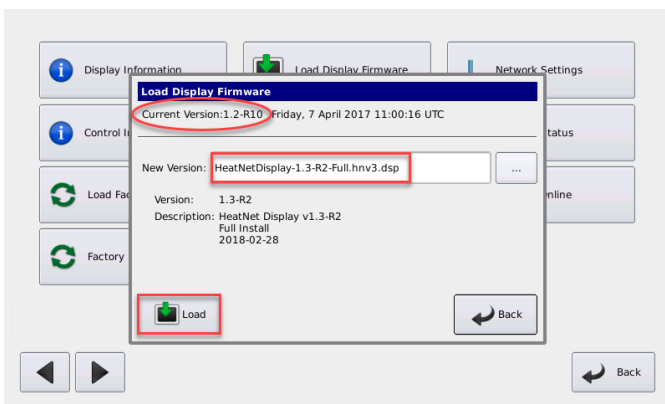 Display Information
Load Display Firmware
Network Settings
Load Display Firmware
Current Version:1.2-R10 Friday, 7 April 2017 11:00:16 UTC
Control I
tatus
New Version: HeatNetDisplay-1.3-R2-Full.hnv3.dsp ...
Load Fac
nline
Version: 1.3-R2
Description: HeatNet Display v1.3-R2
Full Install
2018-02-28
Factory
Load
Back
Back